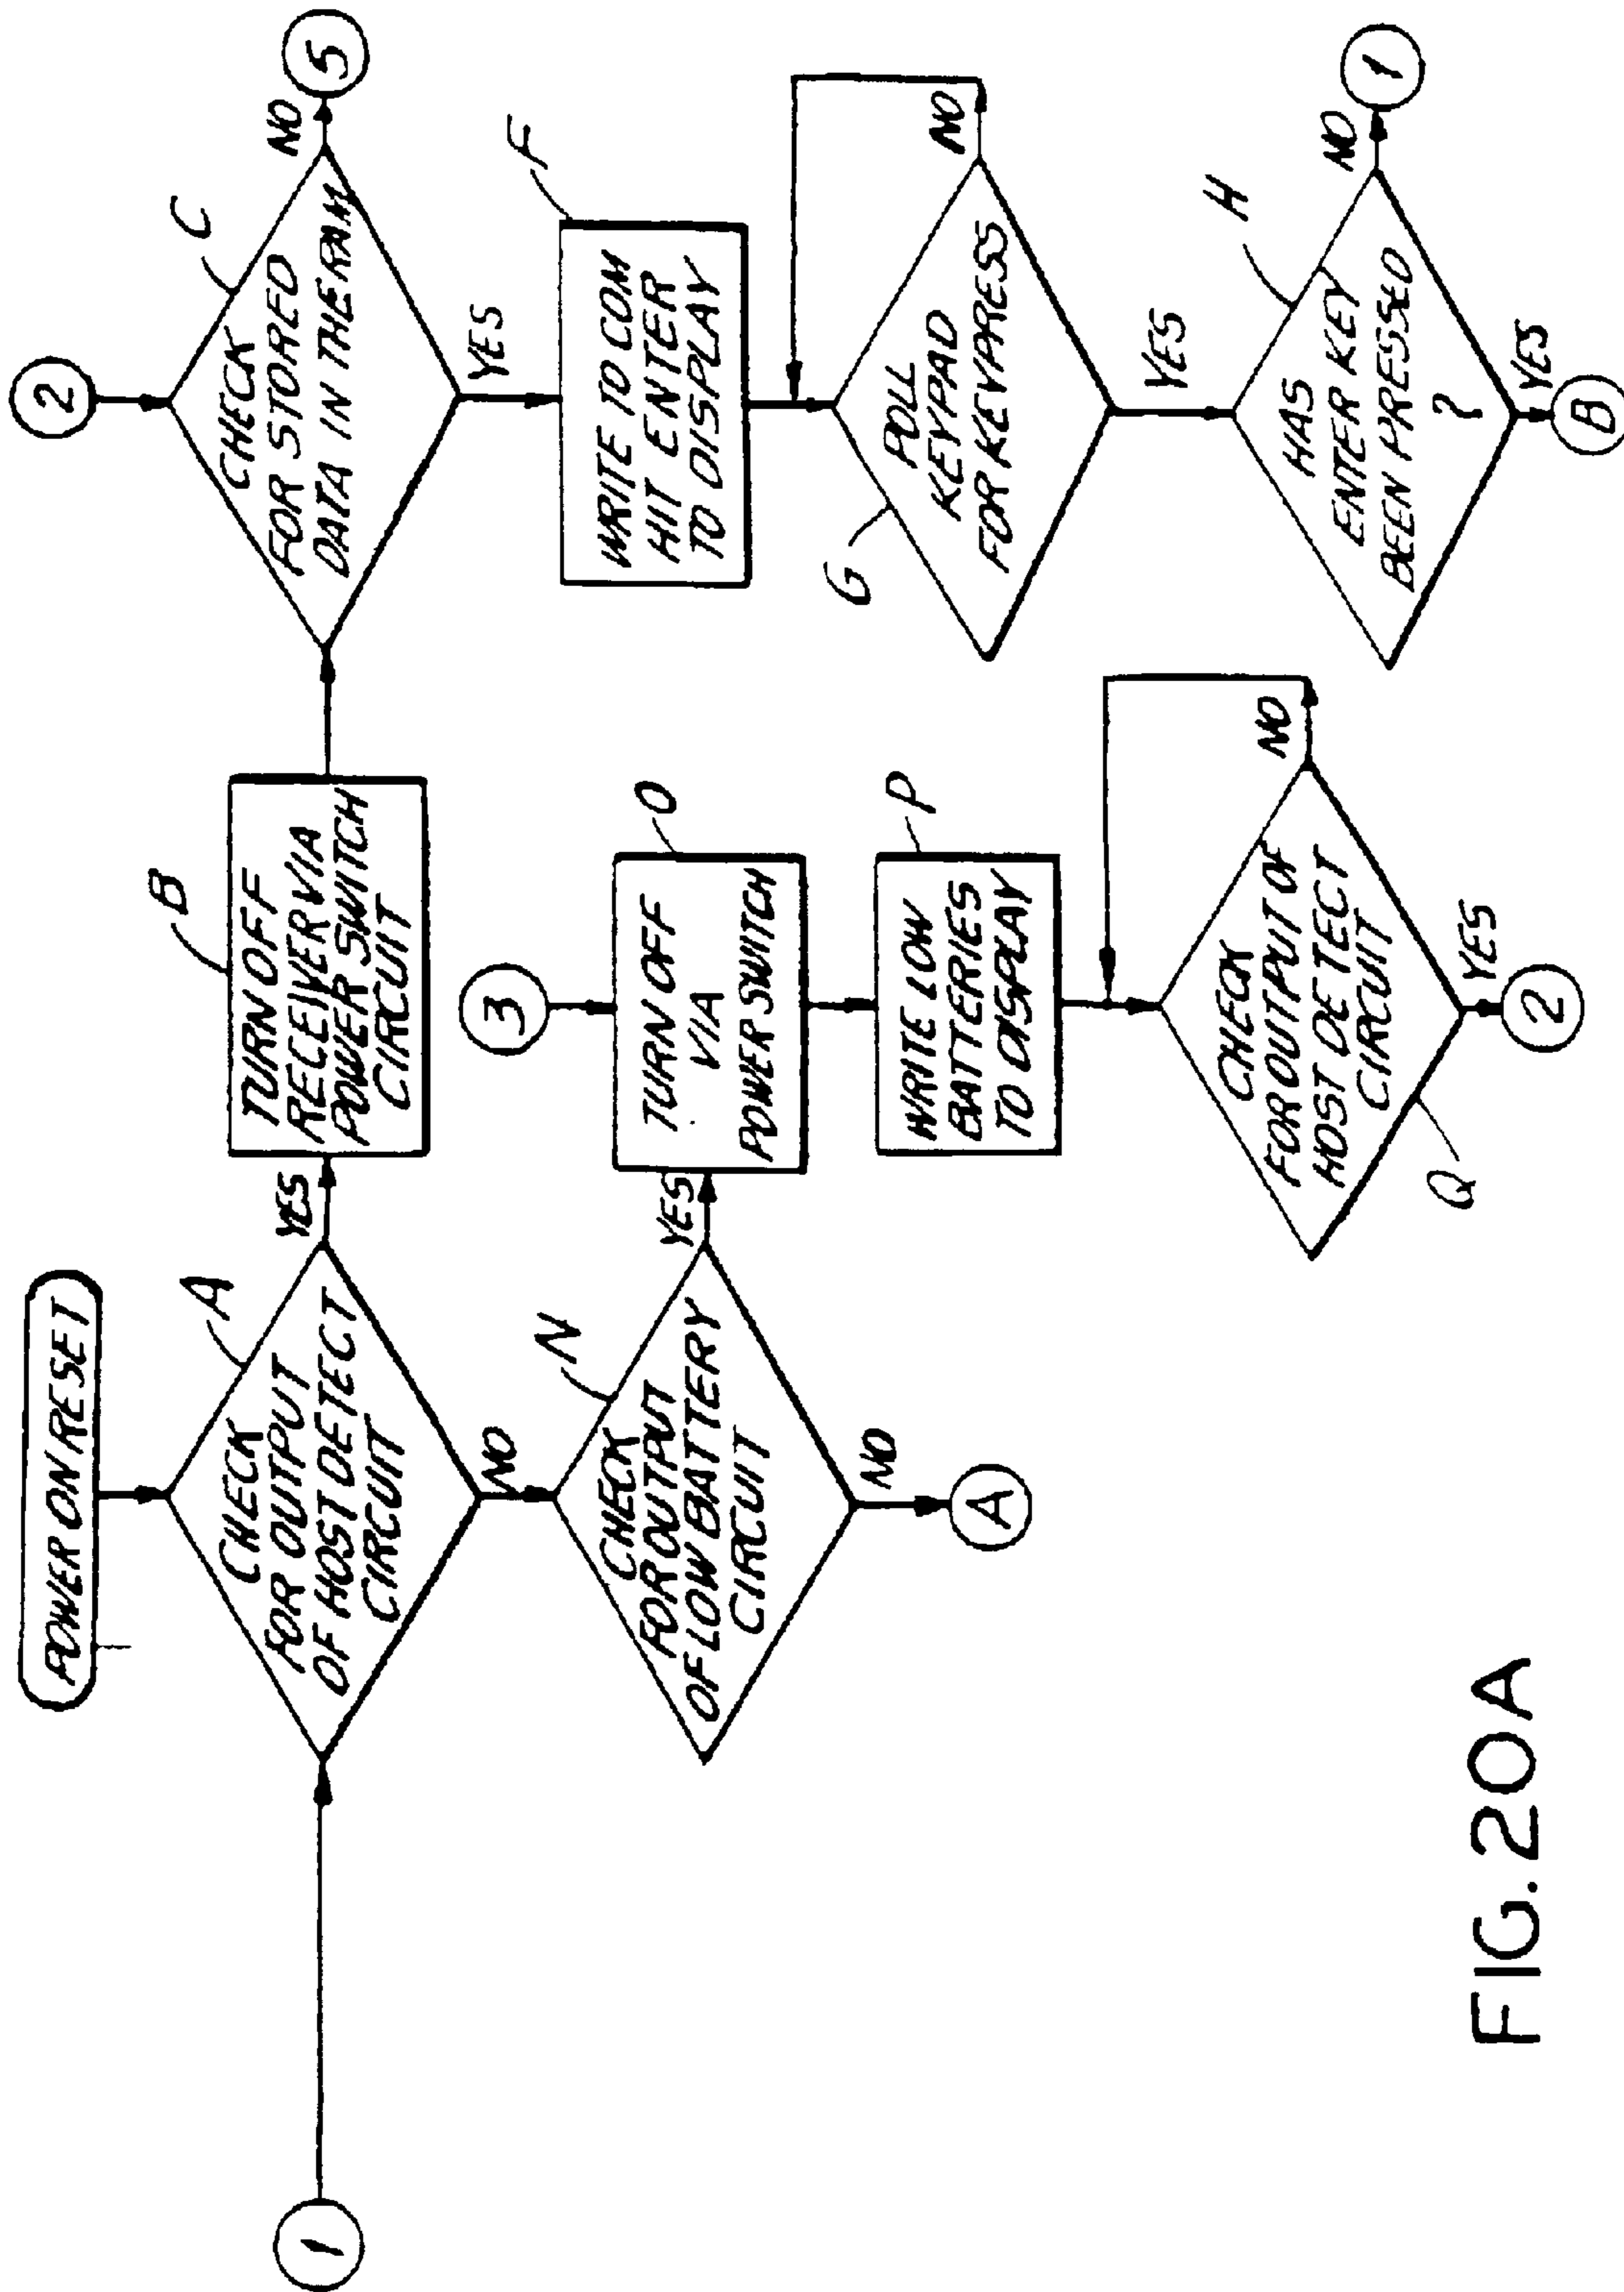 POWER ON RESET
1
A
CHECK
FOR OUTPUT
OF HOST DETECT
CIRCUIT
YES
NO
B
TURN OFF
RECEIVER VIA
POWER SWITCH
CIRCUIT
2
C
CHECK
FOR STORED
DATA IN THE RAM
NO
5
YES
F
WRITE TO COM
HIT ENTER
TO DISPLAY
G
POLL
KEYPAD
FOR KEYPRESS
NO
YES
H
HAS
ENTER KEY
BEEN PRESSED
?
NO
1
YES
B
N
CHECK
FOR OUTPUT
OF LOW BATTERY
CIRCUIT
YES
NO
A
3
O
TURN OFF
VIA
POWER SWITCH
P
WRITE LOW
BATTERIES
TO DISPLAY
Q
CHECK
FOR OUTPUT OF
HOST DETECT
CIRCUIT
NO
YES
2
FIG. 20A